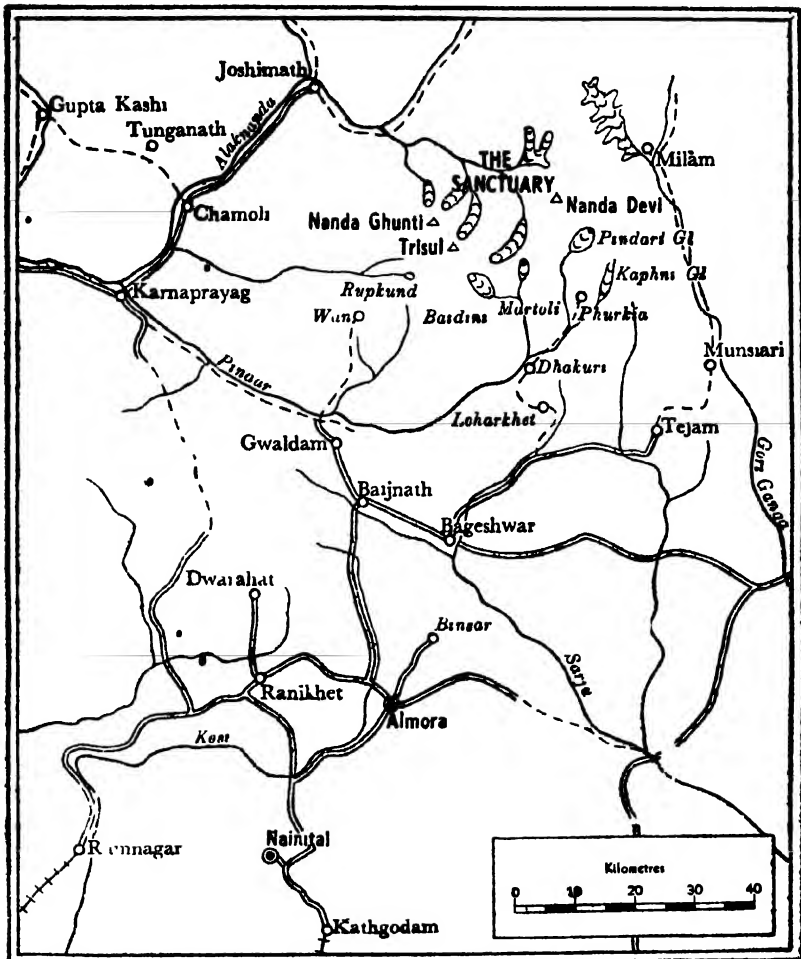 Joshimath
Gupta Kashi
Tunganath
Alaknanda
THE
SANCTUARY
Milam
Chamoli
Nanda Devi
Nanda Ghunti
Trisul
Pindari Gl
Kaphni Gl
Karnaprayag
Rupkund
Wan
Basdini
Martoli
Phurkia
Pindar
Dhakuri
Munsiari
Loharkhet
Tejam
Gwaldam
Gori Ganga
Baijnath
Bageshwar
Dwarahat
Binsar
Sarju
Ranikhet
Almora
Kosi
Nainital
Kathgodam
Kilometres
0 10 20 30 40